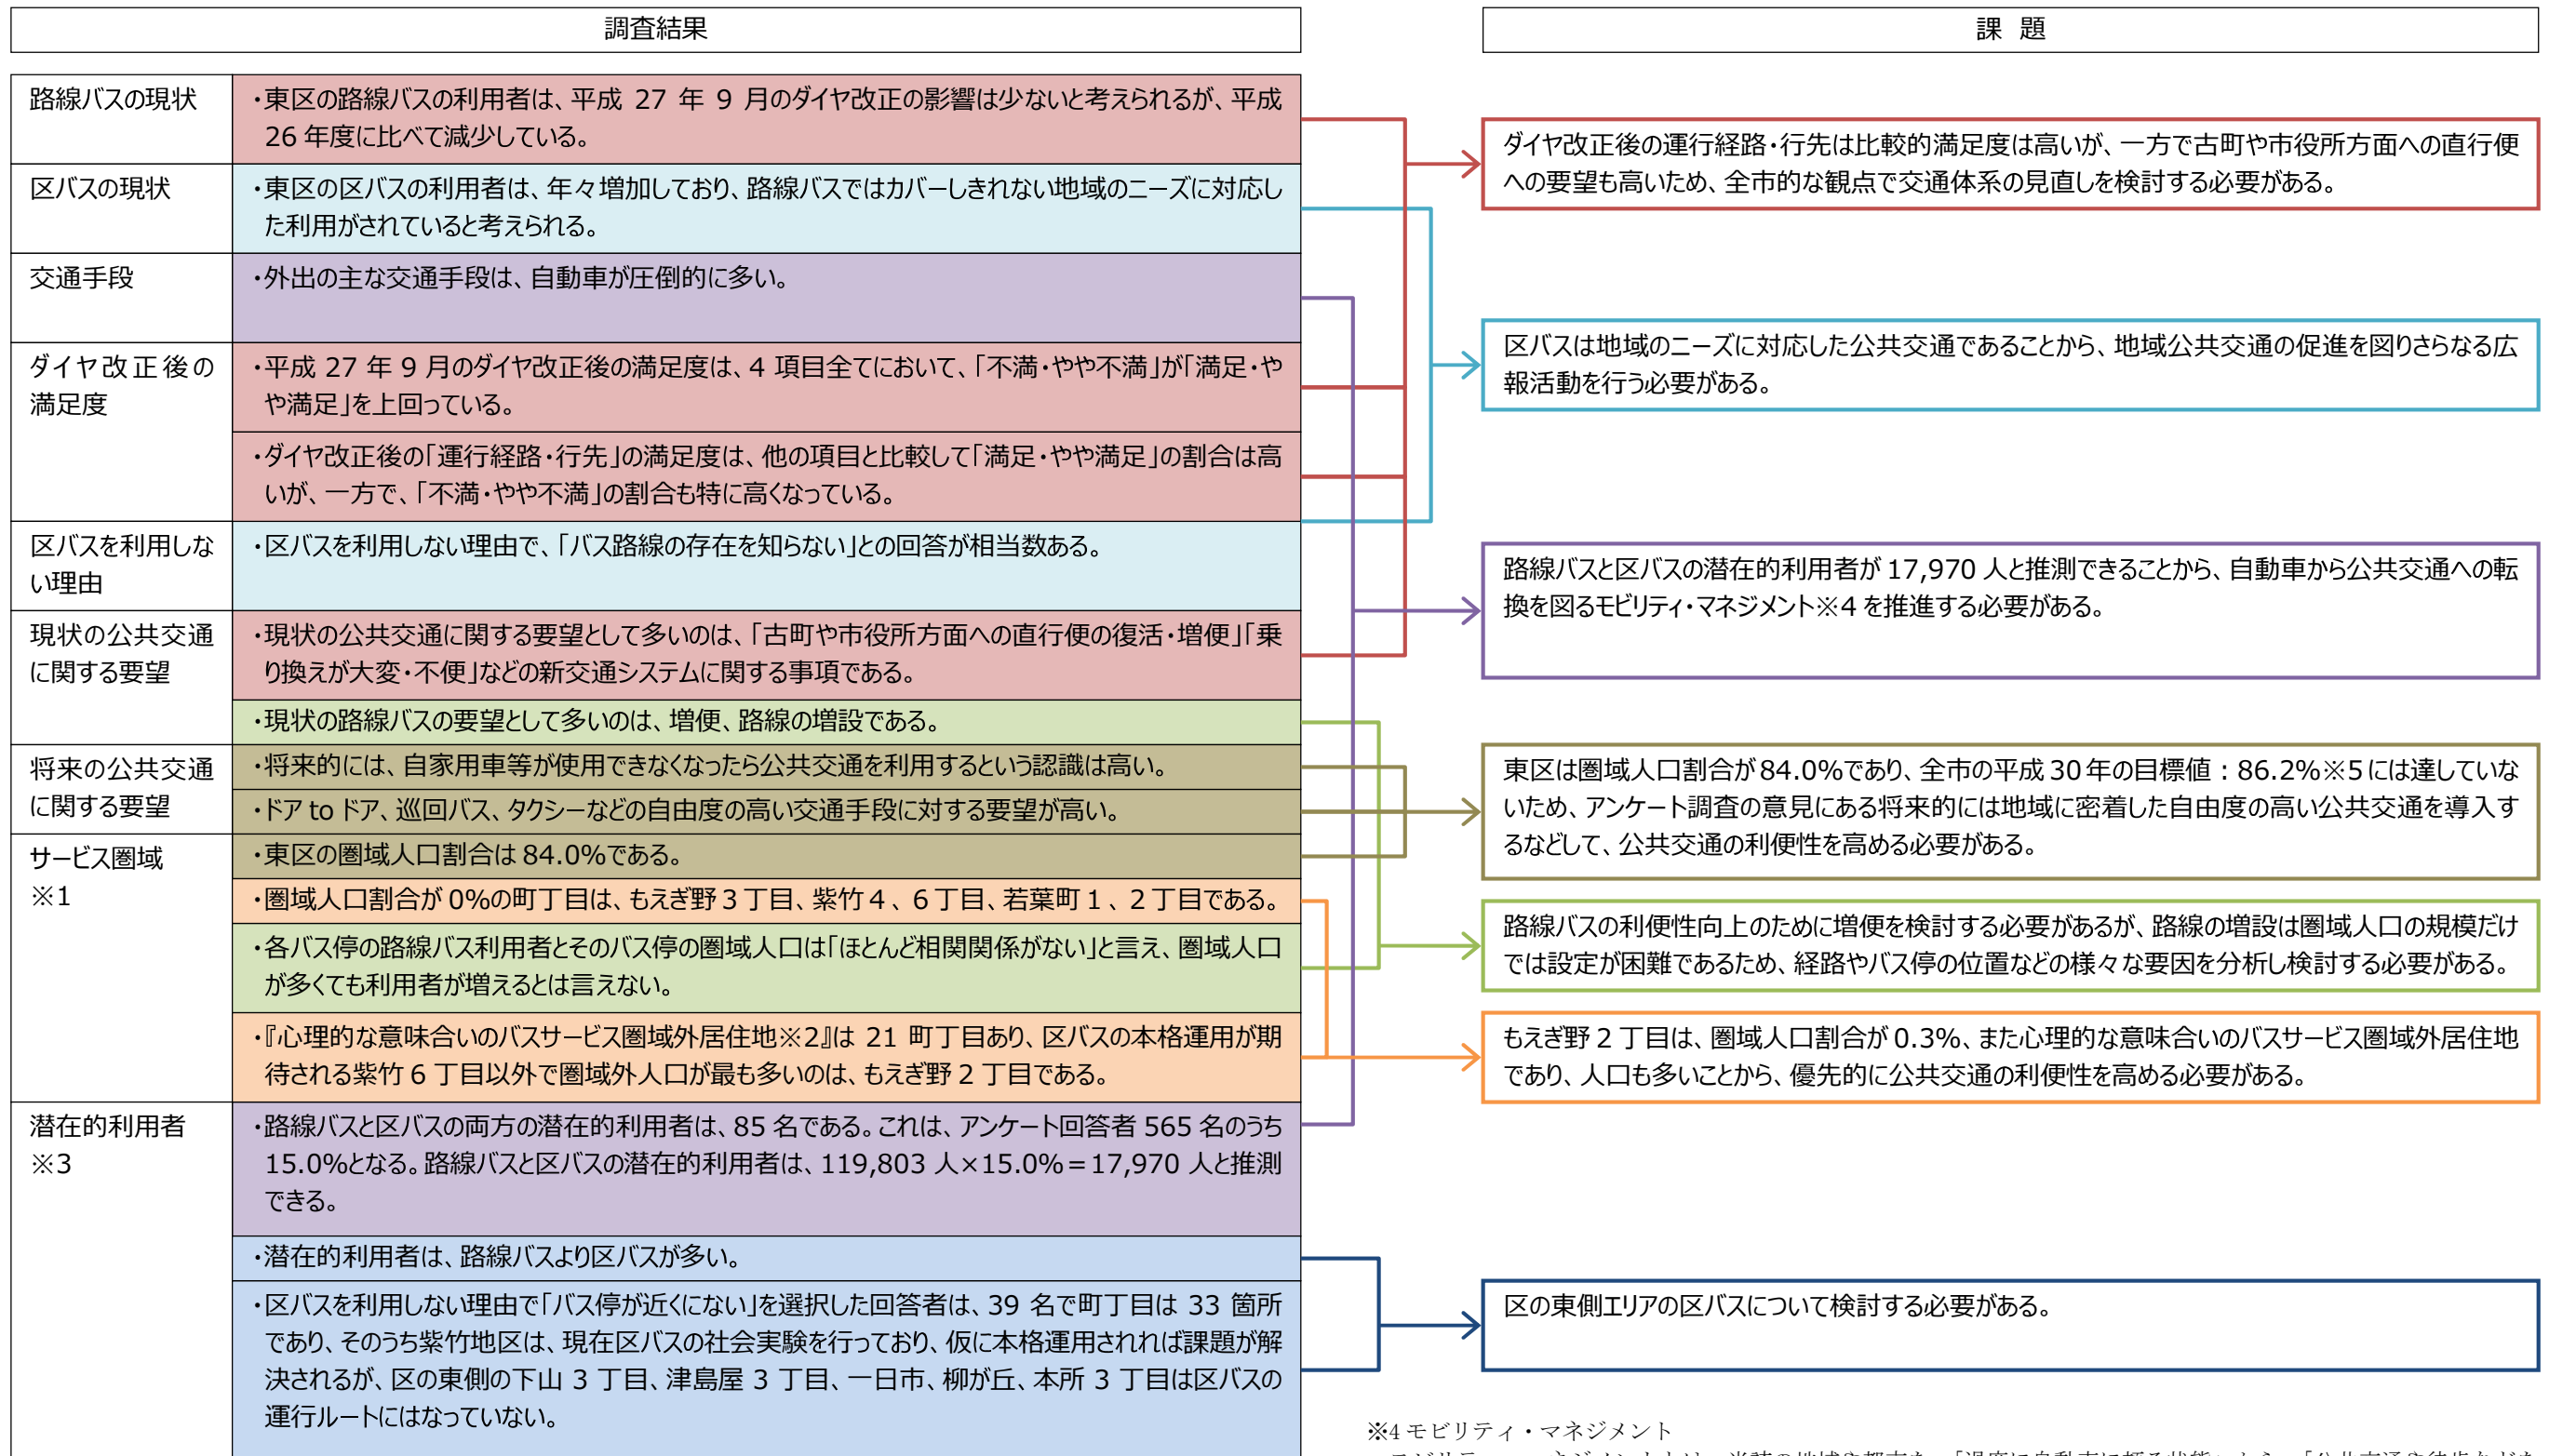 調査結果
課 題
路線バスの現状
・東区の路線バスの利用者は、平成 27 年 9 月のダイヤ改正の影響は少ないと考えられるが、平成
26 年度に比べて減少している。
区バスの現状
・東区の区バスの利用者は、年々増加しており、路線バスではカバーしきれない地域のニーズに対応し
た利用がされていると考えられる。
交通手段
・外出の主な交通手段は、自動車が圧倒的に多い。
ダイヤ改正後の
満足度
・平成 27 年 9 月のダイヤ改正後の満足度は、4 項目全てにおいて、「不満・やや不満」が「満足・や
や満足」を上回っている。
・ダイヤ改正後の「運行経路・行先」の満足度は、他の項目と比較して「満足・やや満足」の割合は高
いが、一方で、「不満・やや不満」の割合も特に高くなっている。
区バスを利用しな
い理由
・区バスを利用しない理由で、「バス路線の存在を知らない」との回答が相当数ある。
現状の公共交通
に関する要望
・現状の公共交通に関する要望として多いのは、「古町や市役所方面への直行便の復活・増便」「乗
り換えが大変・不便」などの新交通システムに関する事項である。
・現状の路線バスの要望として多いのは、増便、路線の増設である。
将来の公共交通
に関する要望
・将来的には、自家用車等が使用できなくなったら公共交通を利用するという認識は高い。
・ドア to ドア、巡回バス、タクシーなどの自由度の高い交通手段に対する要望が高い。
サービス圏域
※1
・東区の圏域人口割合は 84.0%である。
・圏域人口割合が 0%の町丁目は、もえぎ野 3 丁目、紫竹 4 、 6 丁目、若葉町 1 、 2 丁目である。
・各バス停の路線バス利用者とそのバス停の圏域人口は「ほとんど相関関係がない」と言え、圏域人口
が多くても利用者が増えるとは言えない。
・『心理的な意味合いのバスサービス圏域外居住地※2』は 21 町丁目あり、区バスの本格運用が期
待される紫竹 6 丁目以外で圏域外人口が最も多いのは、もえぎ野 2 丁目である。
潜在的利用者
※3
・路線バスと区バスの両方の潜在的利用者は、85 名である。これは、アンケート回答者 565 名のうち
15.0%となる。路線バスと区バスの潜在的利用者は、119,803 人×15.0%＝17,970 人と推測
できる。
・潜在的利用者は、路線バスより区バスが多い。
・区バスを利用しない理由で「バス停が近くにない」を選択した回答者は、39 名で町丁目は 33 箇所
であり、そのうち紫竹地区は、現在区バスの社会実験を行っており、仮に本格運用されれば課題が解
決されるが、区の東側の下山 3 丁目、津島屋 3 丁目、一日市、柳が丘、本所 3 丁目は区バスの
運行ルートにはなっていない。
ダイヤ改正後の運行経路・行先は比較的満足度は高いが、一方で古町や市役所方面への直行便
への要望も高いため、全市的な観点で交通体系の見直しを検討する必要がある。
区バスは地域のニーズに対応した公共交通であることから、地域公共交通の促進を図りさらなる広
報活動を行う必要がある。
路線バスと区バスの潜在的利用者が 17,970 人と推測できることから、自動車から公共交通への転
換を図るモビリティ・マネジメント※4 を推進する必要がある。
東区は圏域人口割合が 84.0%であり、全市の平成 30 年の目標値：86.2%※5 には達していな
いため、アンケート調査の意見にある将来的には地域に密着した自由度の高い公共交通を導入す
るなどして、公共交通の利便性を高める必要がある。
路線バスの利便性向上のために増便を検討する必要があるが、路線の増設は圏域人口の規模だけ
では設定が困難であるため、経路やバス停の位置などの様々な要因を分析し検討する必要がある。
もえぎ野 2 丁目は、圏域人口割合が 0.3%、また心理的な意味合いのバスサービス圏域外居住地
であり、人口も多いことから、優先的に公共交通の利便性を高める必要がある。
区の東側エリアの区バスについて検討する必要がある。
※4 モビリティ・マネジメント